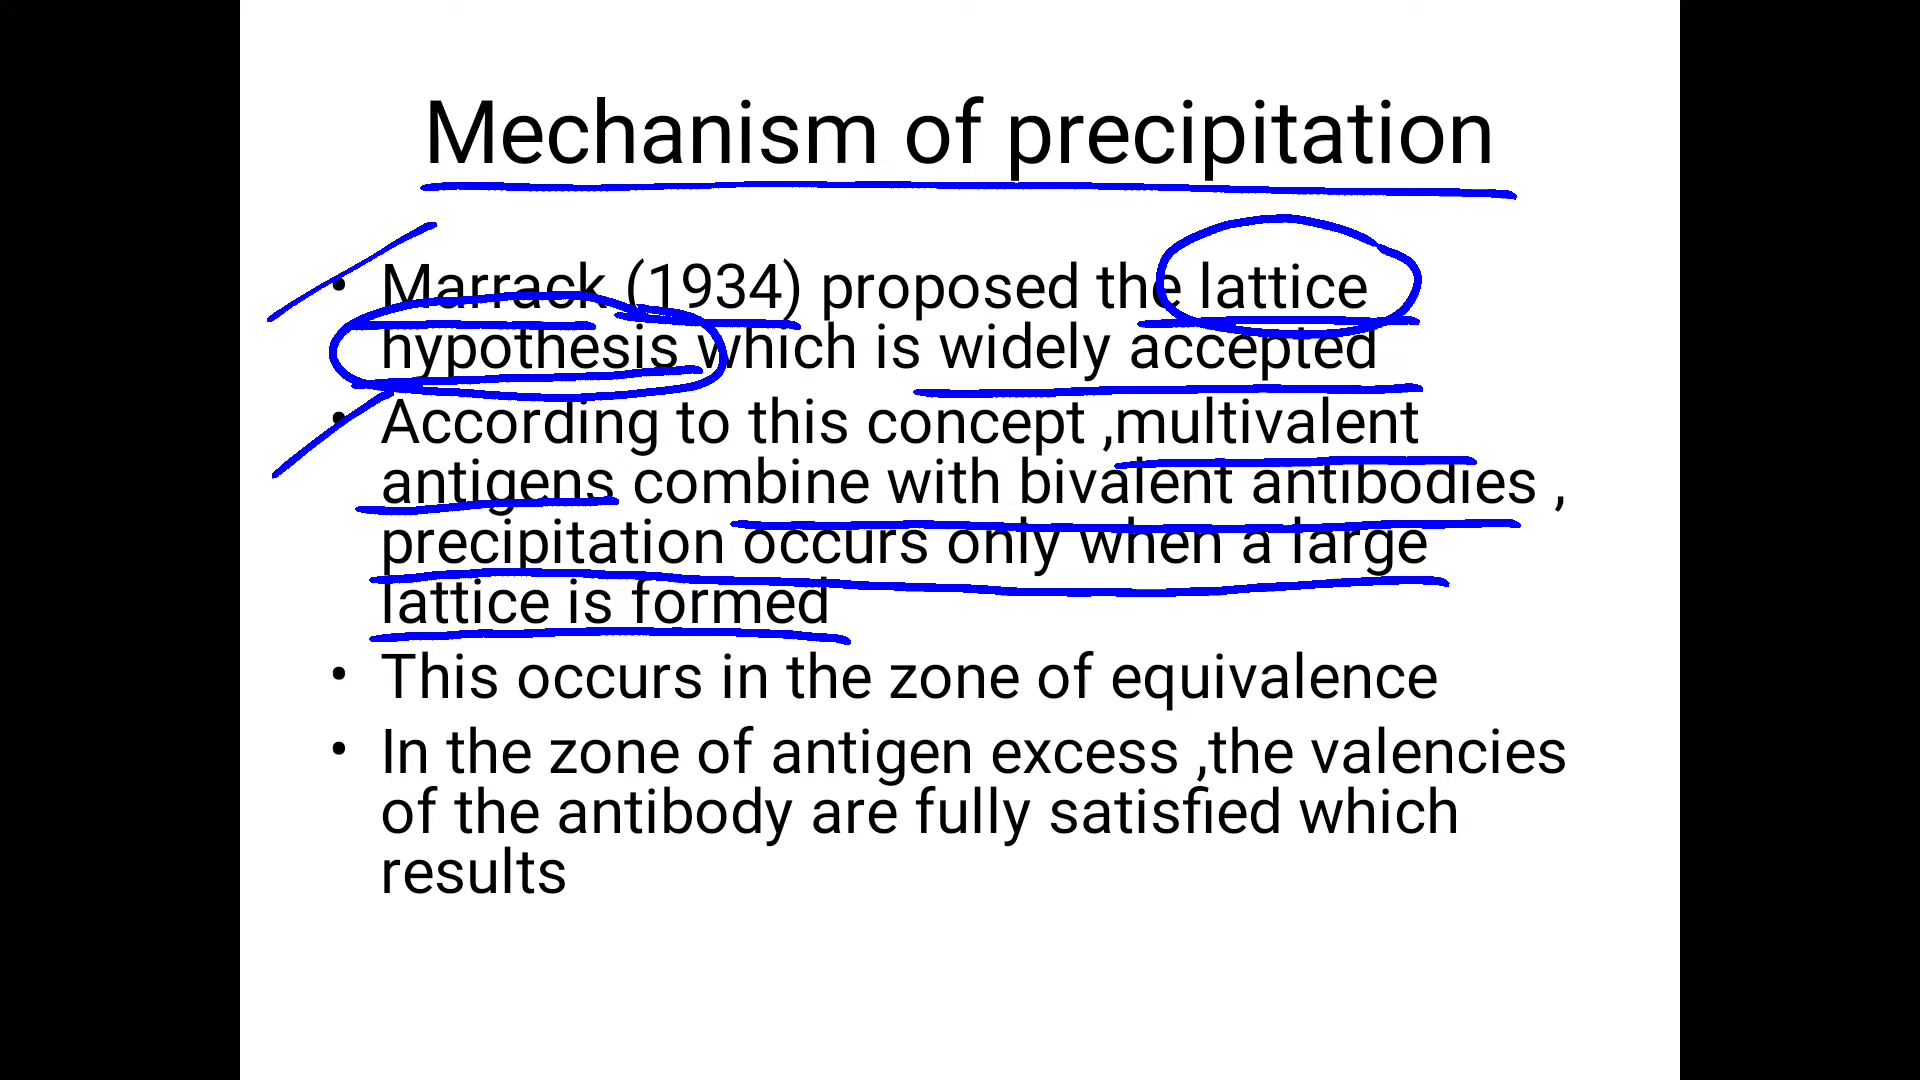 Mechanism of precipitation
• Marrack (1934) proposed the lattice
hypothesis which is widely accepted
• According to this concept ,multivalent
antigens combine with bivalent antibodies ,
precipitation occurs only when a large
lattice is formed
• This occurs in the zone of equivalence
• In the zone of antigen excess ,the valencies
of the antibody are fully satisfied which
results